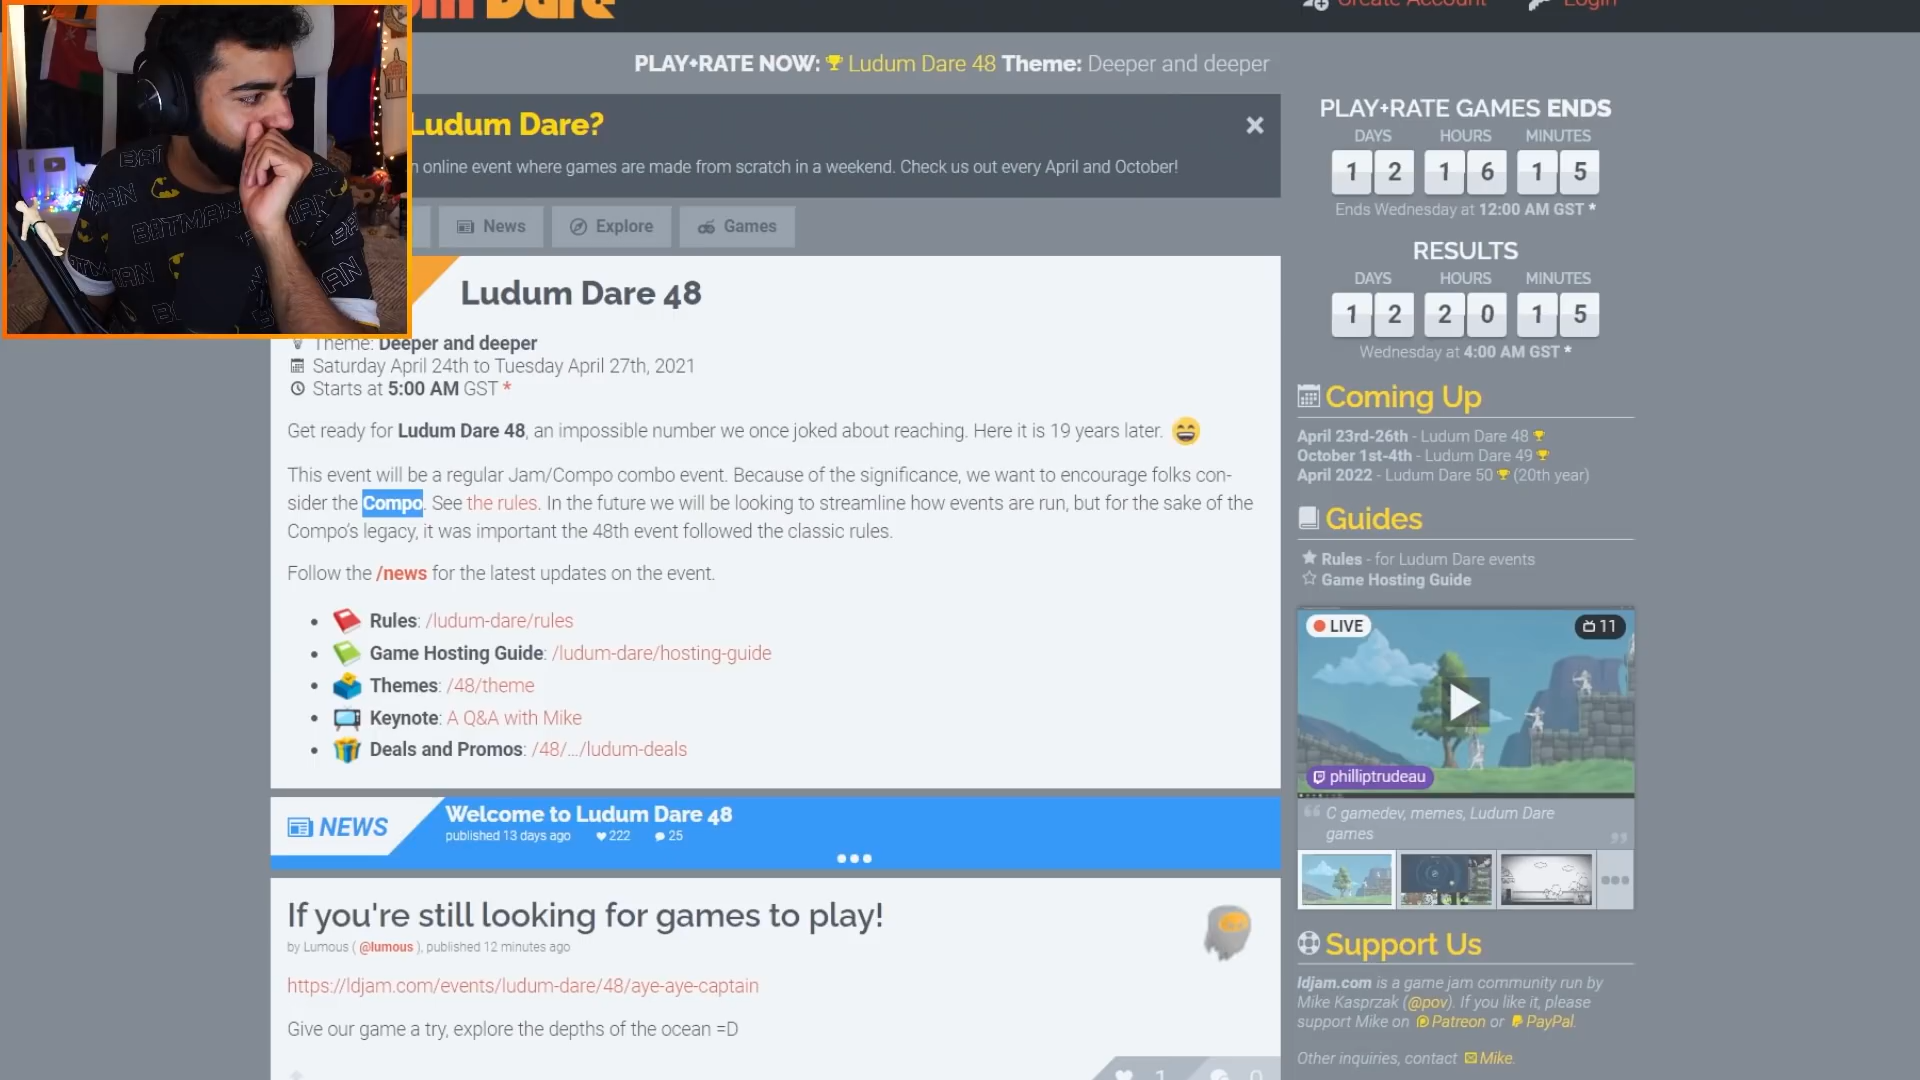 Dare
Create Account
Login
PLAY+RATE NOW: Ludum Dare 48 Theme: Deeper and deeper
Ludum Dare?
online event where games are made from scratch in a weekend. Check us out every April and October!
News
Explore
Games
Ludum Dare 48
Theme: Deeper and deeper
Saturday April 24th to Tuesday April 27th, 2021
Starts at 5:00 AM GST *
Get ready for Ludum Dare 48, an impossible number we once joked about reaching. Here it is 19 years later.
This event will be a regular Jam/Compo combo event. Because of the significance, we want to encourage folks con-
sider the Compo. See the rules. In the future we will be looking to streamline how events are run, but for the sake of the
Compo's legacy, it was important the 48th event followed the classic rules.
Follow the /news for the latest updates on the event.
Rules: /ludum-dare/rules
Game Hosting Guide: /ludum-dare/hosting-guide
Themes: /48/theme
Keynote: A Q&A with Mike
Deals and Promos: /48/.../ludum-deals
NEWS
Welcome to Ludum Dare 48
published 13 days ago 222 25
If you're still looking for games to play!
by Lumous ( @lumous ), published 12 minutes ago
https://ldjam.com/events/ludum-dare/48/aye-aye-captain
Give our game a try, explore the depths of the ocean =D
1 0
PLAY+RATE GAMES ENDS
DAYS HOURS MINUTES
12 16 15
Ends Wednesday at 12:00 AM GST *
RESULTS
DAYS HOURS MINUTES
12 20 15
Wednesday at 4:00 AM GST *
Coming Up
April 23rd-26th - Ludum Dare 48
October 1st-4th - Ludum Dare 49
April 2022 - Ludum Dare 50 (20th year)
Guides
Rules - for Ludum Dare events
Game Hosting Guide
LIVE
11
philliptrudeau
C gamedev, memes, Ludum Dare
games
Support Us
ldjam.com is a game jam community run by
Mike Kasprzak (@pov). If you like it, please
support Mike on Patreon or PayPal.
Other inquiries, contact Mike.
BAT
BATMAN